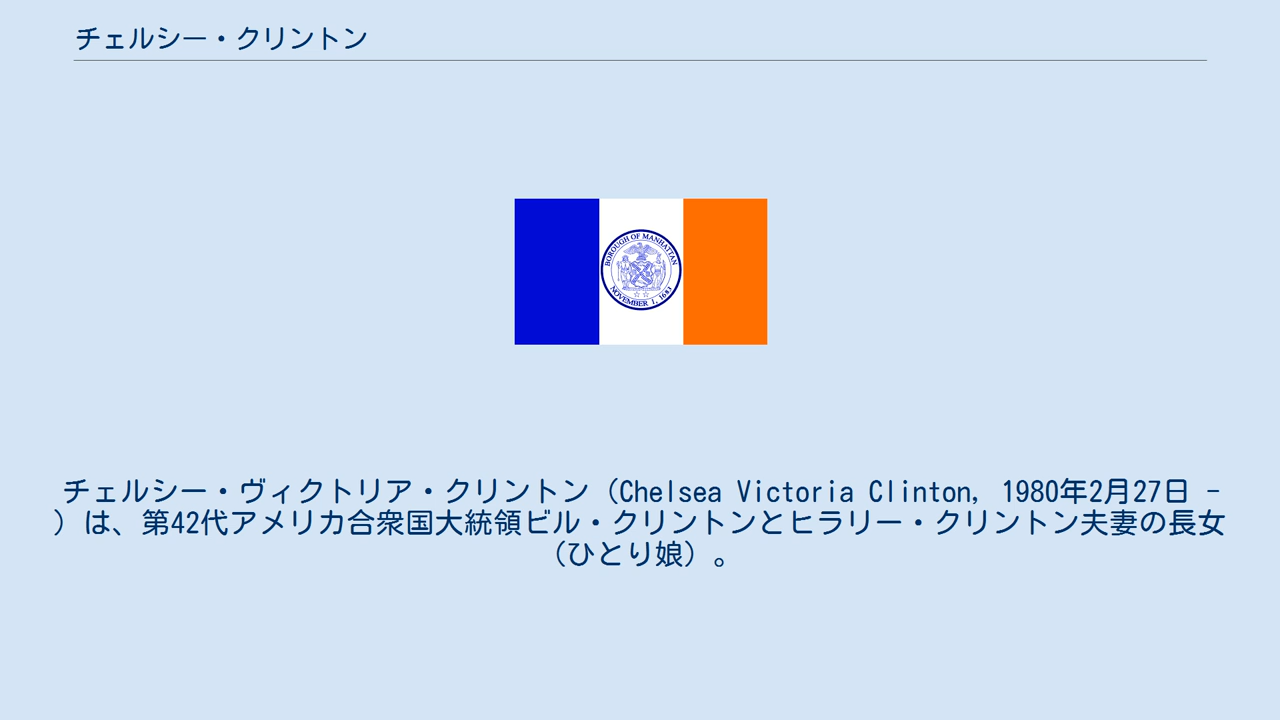 チェルシー・クリントン
BOROUGH OF MANHATTAN
NOVEMBER 1, 1683
チェルシー・ヴィクトリア・クリントン（Chelsea Victoria Clinton, 1980年2月27日 -
）は、第42代アメリカ合衆国大統領ビル・クリントンとヒラリー・クリントン夫妻の長女
（ひとり娘）。